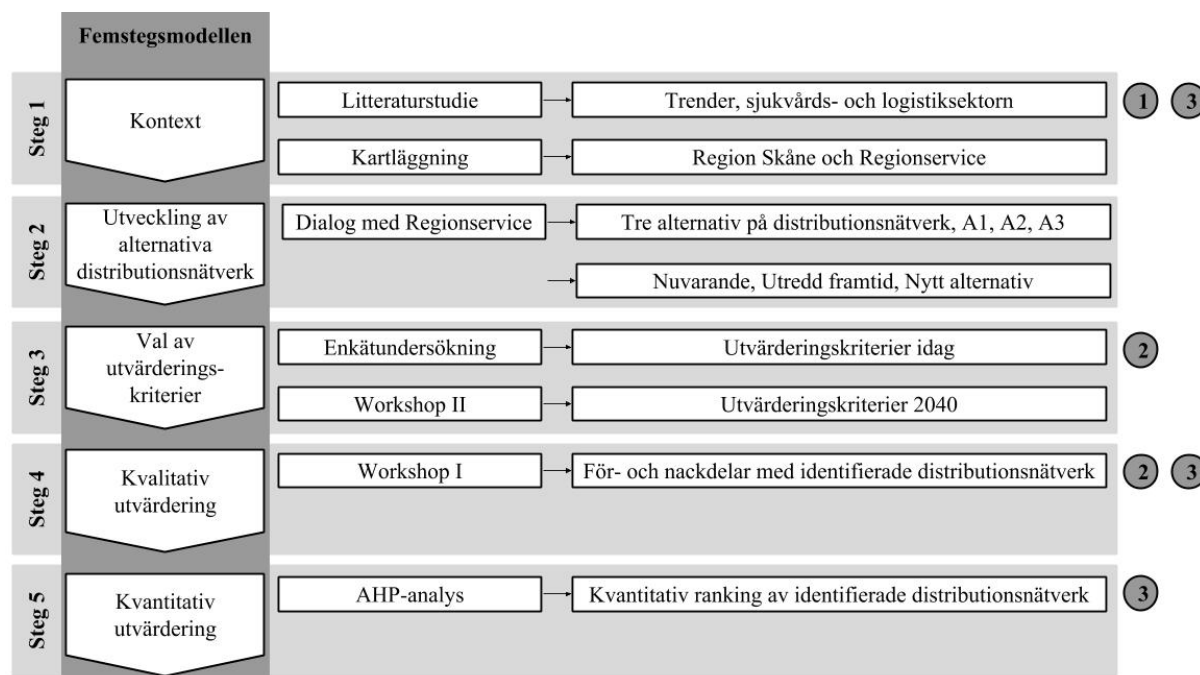 Femstegsmodellen
Steg 1
Kontext
Litteraturstudie
Trender, sjukvårds- och logistiksektorn
1
3
Kartläggning
Region Skåne och Regionservice
Steg 2
Utveckling av
alternativa
distributionsnätverk
Dialog med Regionservice
Tre alternativ på distributionsnätverk, A1, A2, A3
Nuvarande, Utredd framtid, Nytt alternativ
Steg 3
Val av
utvärderings-
kriterier
Enkätundersökning
Utvärderingskriterier idag
2
Workshop II
Utvärderingskriterier 2040
Steg 4
Kvalitativ
utvärdering
Workshop I
För- och nackdelar med identifierade distributionsnätverk
2
3
Steg 5
Kvantitativ
utvärdering
AHP-analys
Kvantitativ ranking av identifierade distributionsnätverk
3